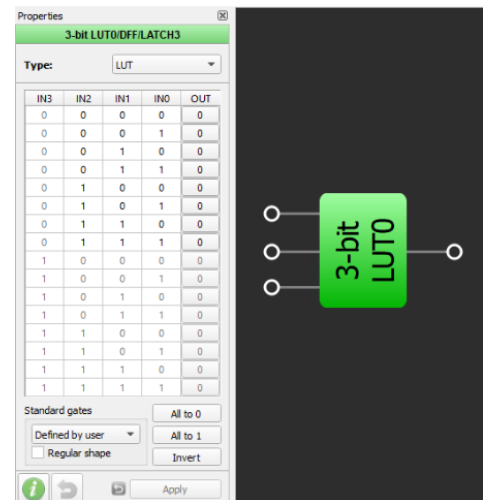 Properties
3-bit LUT0/DFF/LATCH3
Type: LUT
IN3 IN2 IN1 IN0 OUT
0 0 0 0 0
0 0 0 1 0
0 0 1 0 0
0 0 1 1 0
0 1 0 0 0
0 1 0 1 0
0 1 1 0 0
0 1 1 1 0
1 0 0 0 0
1 0 0 1 0
1 0 1 0 0
1 0 1 1 0
1 1 0 0 0
1 1 0 1 0
1 1 1 0 0
1 1 1 1 0
Standard gates
All to 0
Defined by user
All to 1
Regular shape
Invert
Apply
3-bit
LUT0